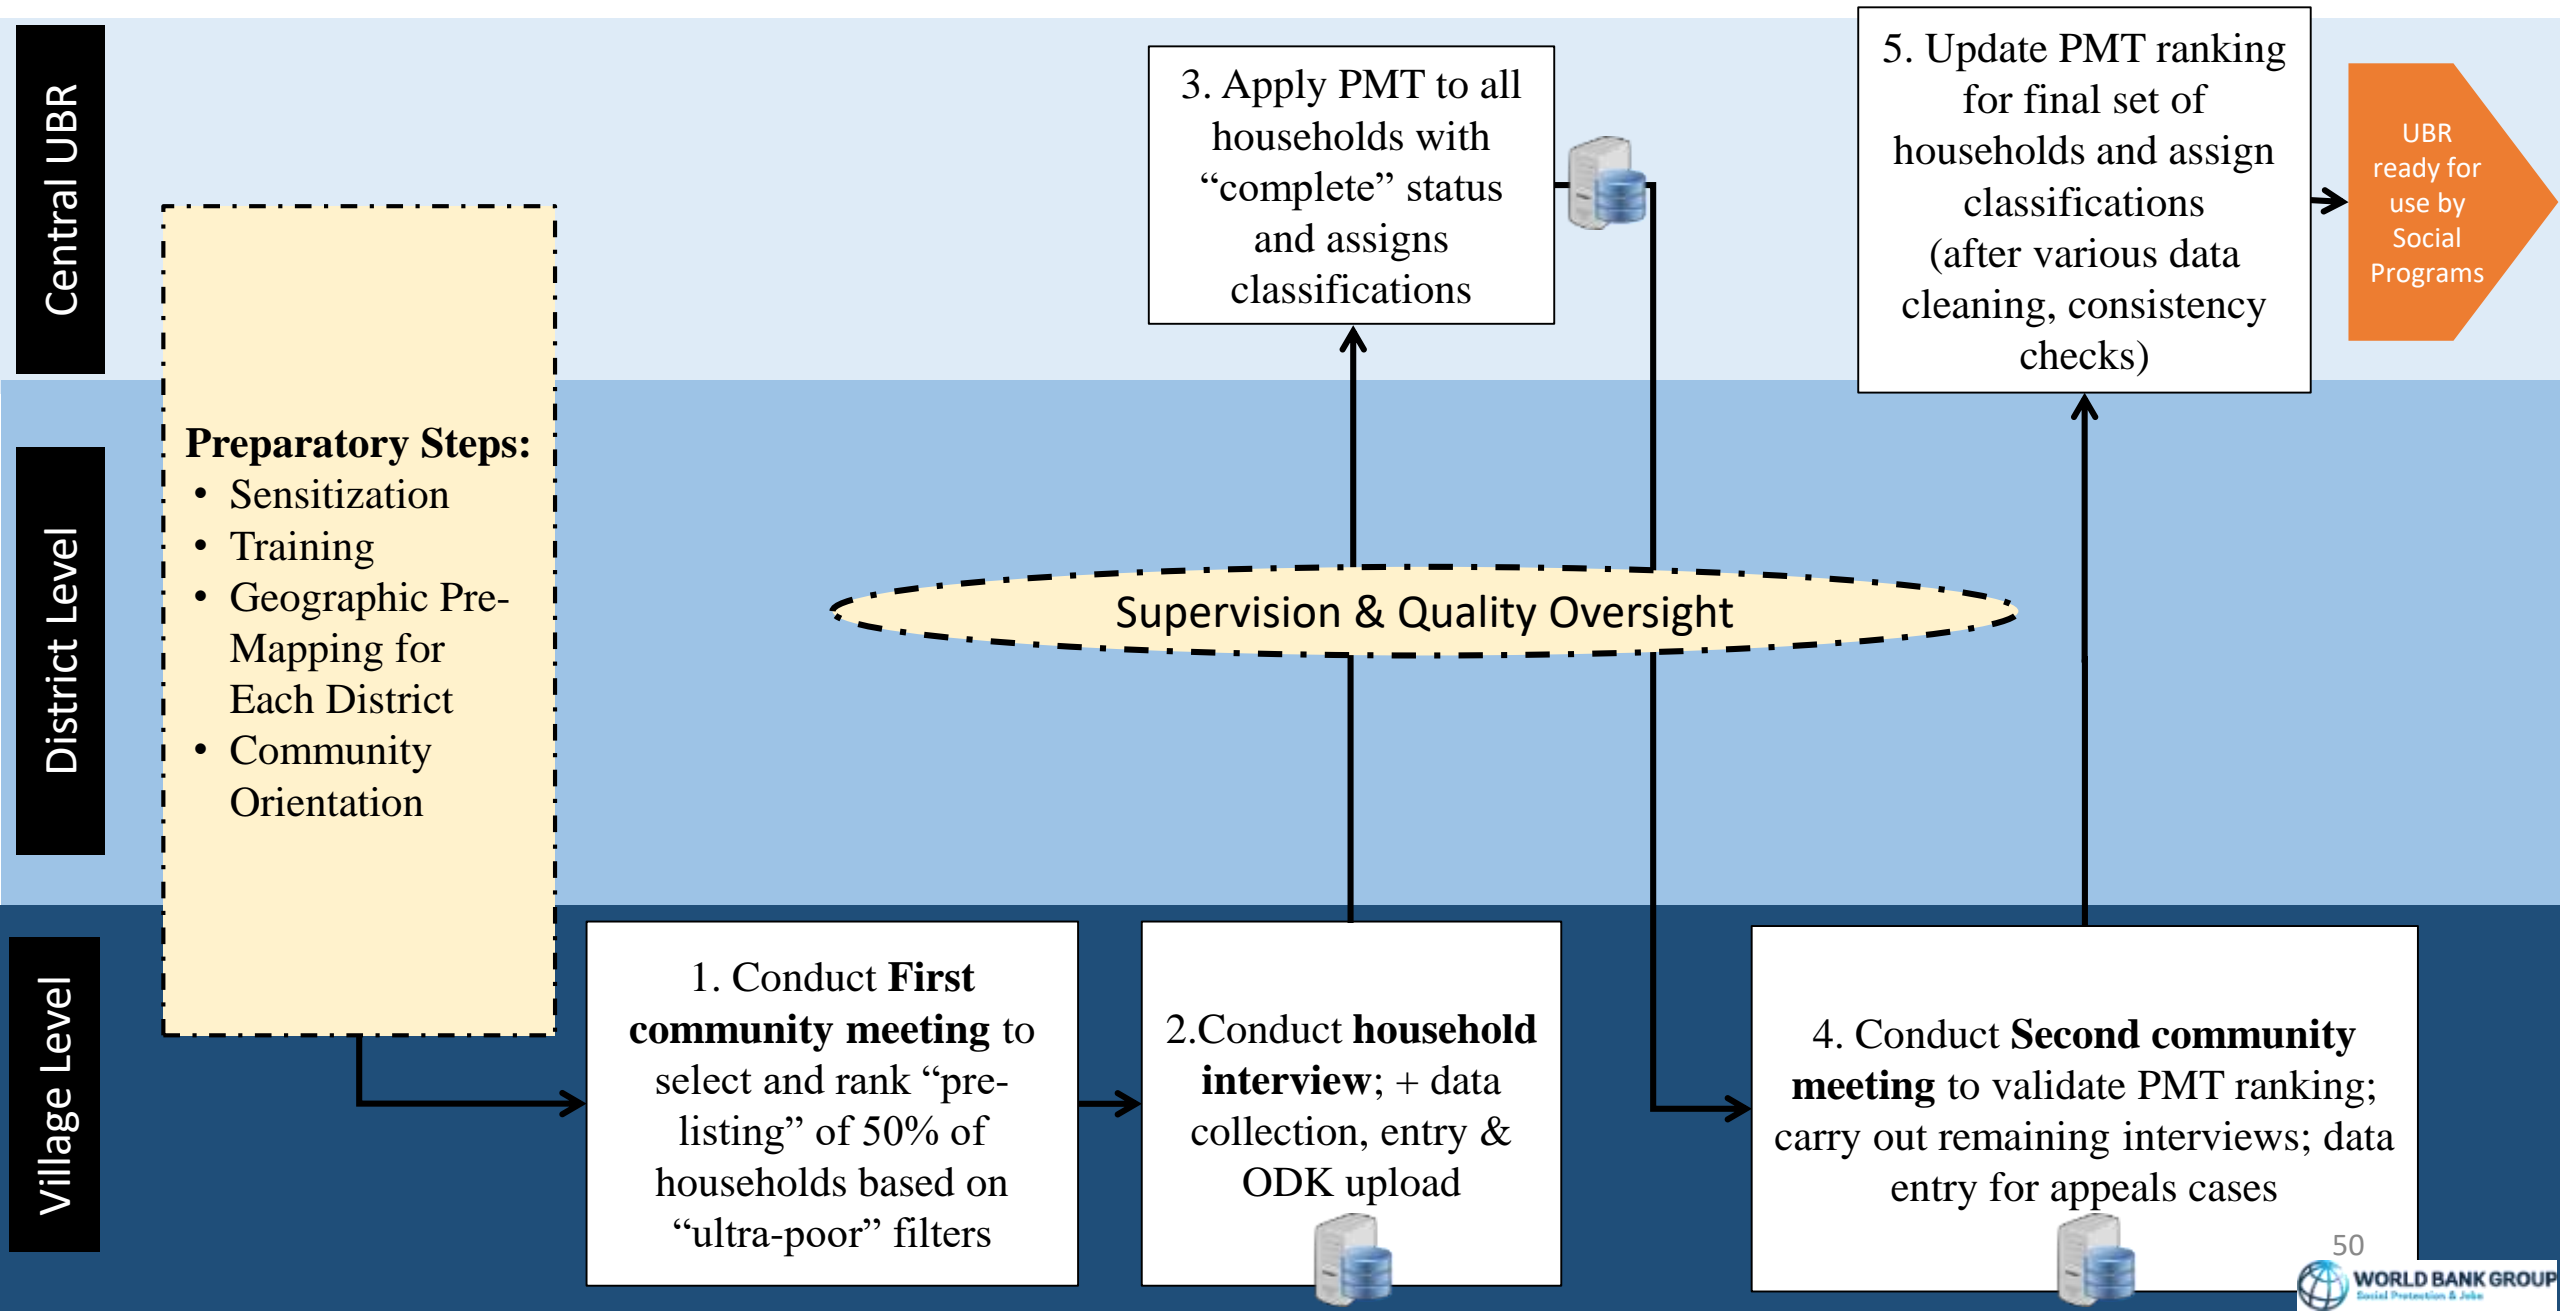 Central UBR
District Level
Village Level
Preparatory Steps:
• Sensitization
• Training
• Geographic Pre-
Mapping for
Each District
• Community
Orientation
1. Conduct First
community meeting to
select and rank “pre-
listing” of 50% of
households based on
“ultra-poor” filters
2.Conduct household
interview; + data
collection, entry &
ODK upload
3. Apply PMT to all
households with
“complete” status
and assigns
classifications
Supervision & Quality Oversight
4. Conduct Second community
meeting to validate PMT ranking;
carry out remaining interviews; data
entry for appeals cases
5. Update PMT ranking
for final set of
households and assign
classifications
(after various data
cleaning, consistency
checks)
UBR
ready for
use by
Social
Programs
50
WORLD BANK GROUP
Social Protection & Jobs